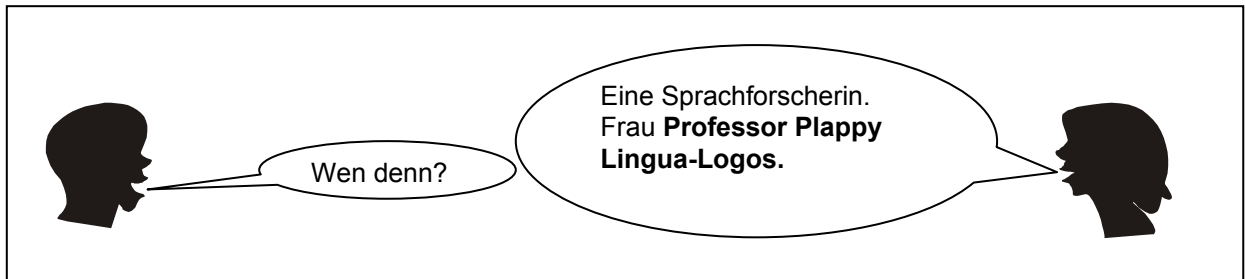 Wen denn?
Eine Sprachforscherin.
Frau Professor Plappy
Lingua-Logos.